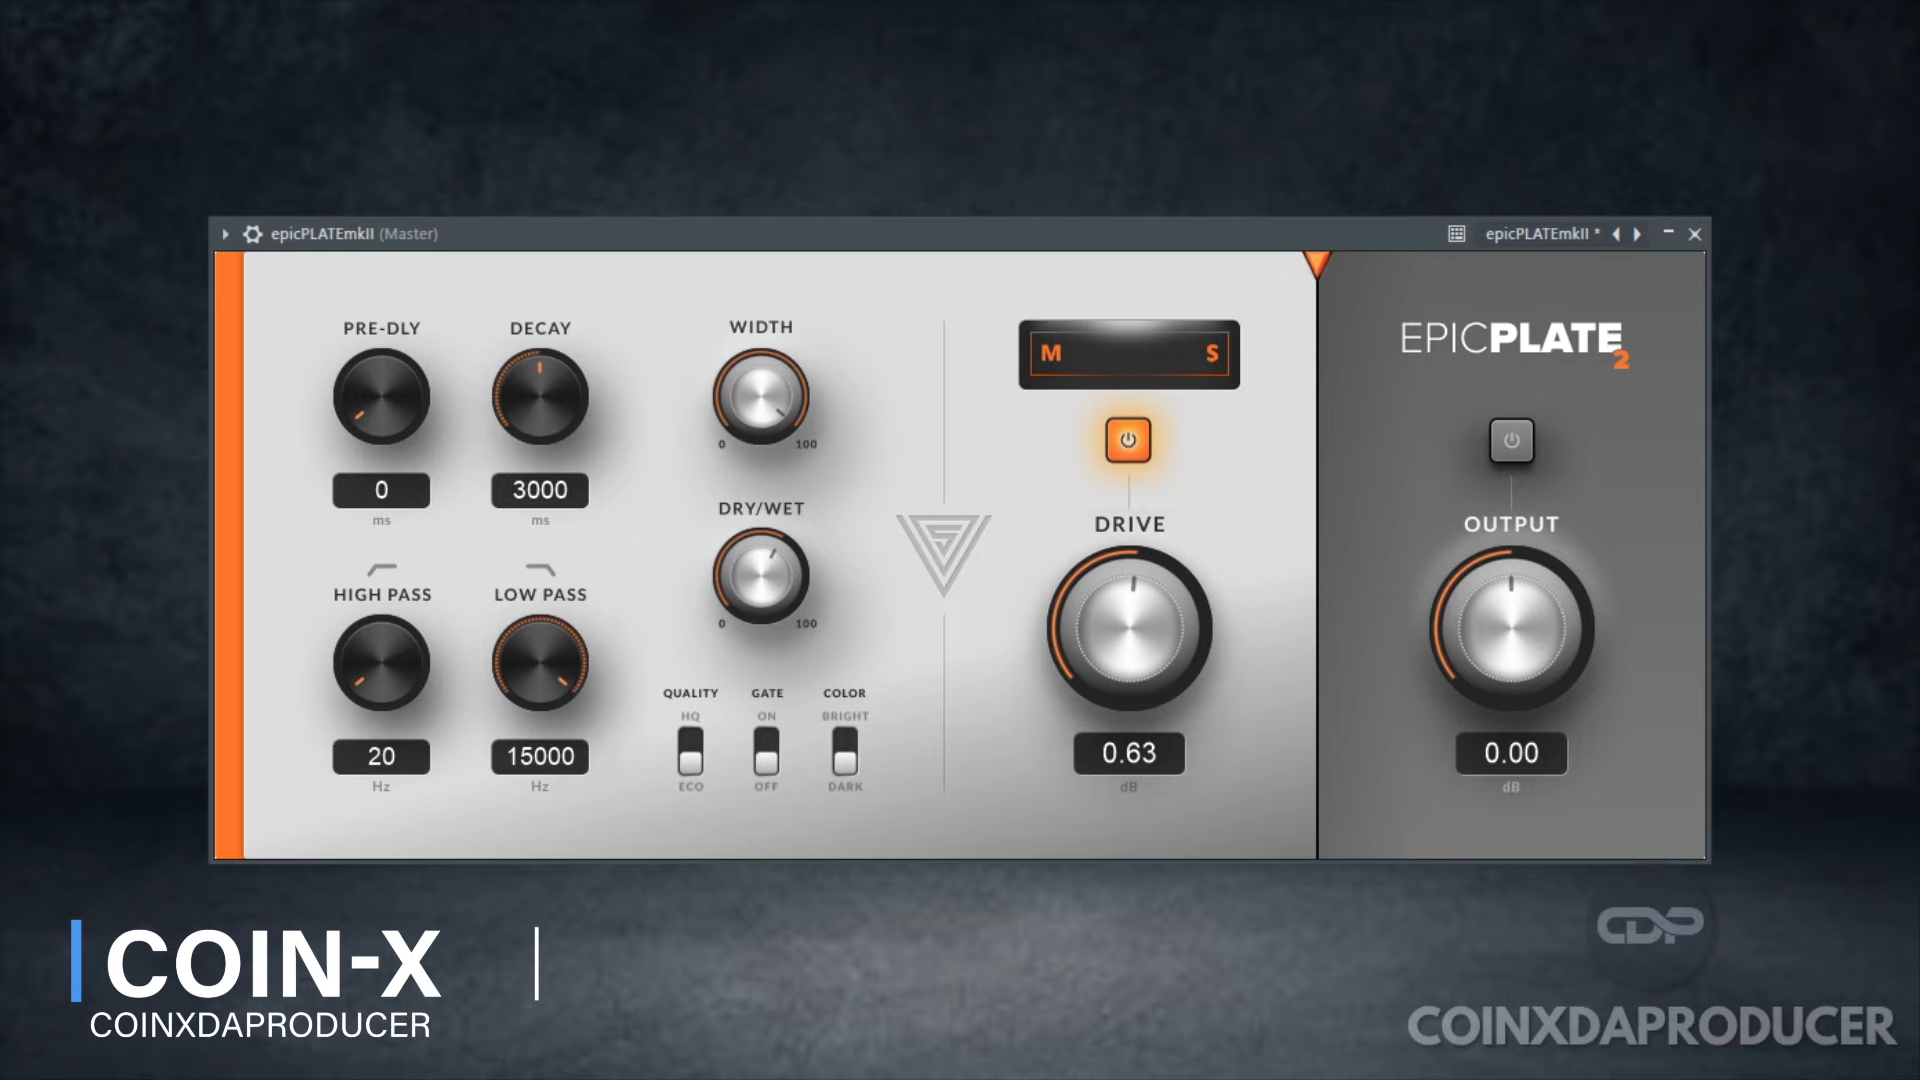 epicPLATEmkII (Master)
epicPLATEmkII *
PRE-DLY
DECAY
WIDTH
0
100
0
ms
3000
ms
M
S
EPICPLATE
2
DRY/WET
0
100
HIGH PASS
LOW PASS
20
Hz
15000
Hz
QUALITY
GATE
COLOR
HQ
ON
BRIGHT
ECO
OFF
DARK
DRIVE
0.63
dB
OUTPUT
0.00
dB
COIN-X
COINXDAPRODUCER
CDP
COINXDAPRODUCER